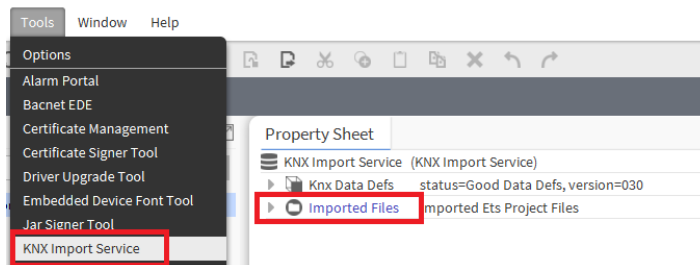 Tools Window Help
Options
Alarm Portal
Bacnet EDE
Certificate Management
Certificate Signer Tool
Driver Upgrade Tool
Embedded Device Font Tool
Jar Signer Tool
KNX Import Service
Property Sheet
KNX Import Service (KNX Import Service)
Knx Data Defs status=Good Data Defs, version=030
Imported Files Imported Ets Project Files